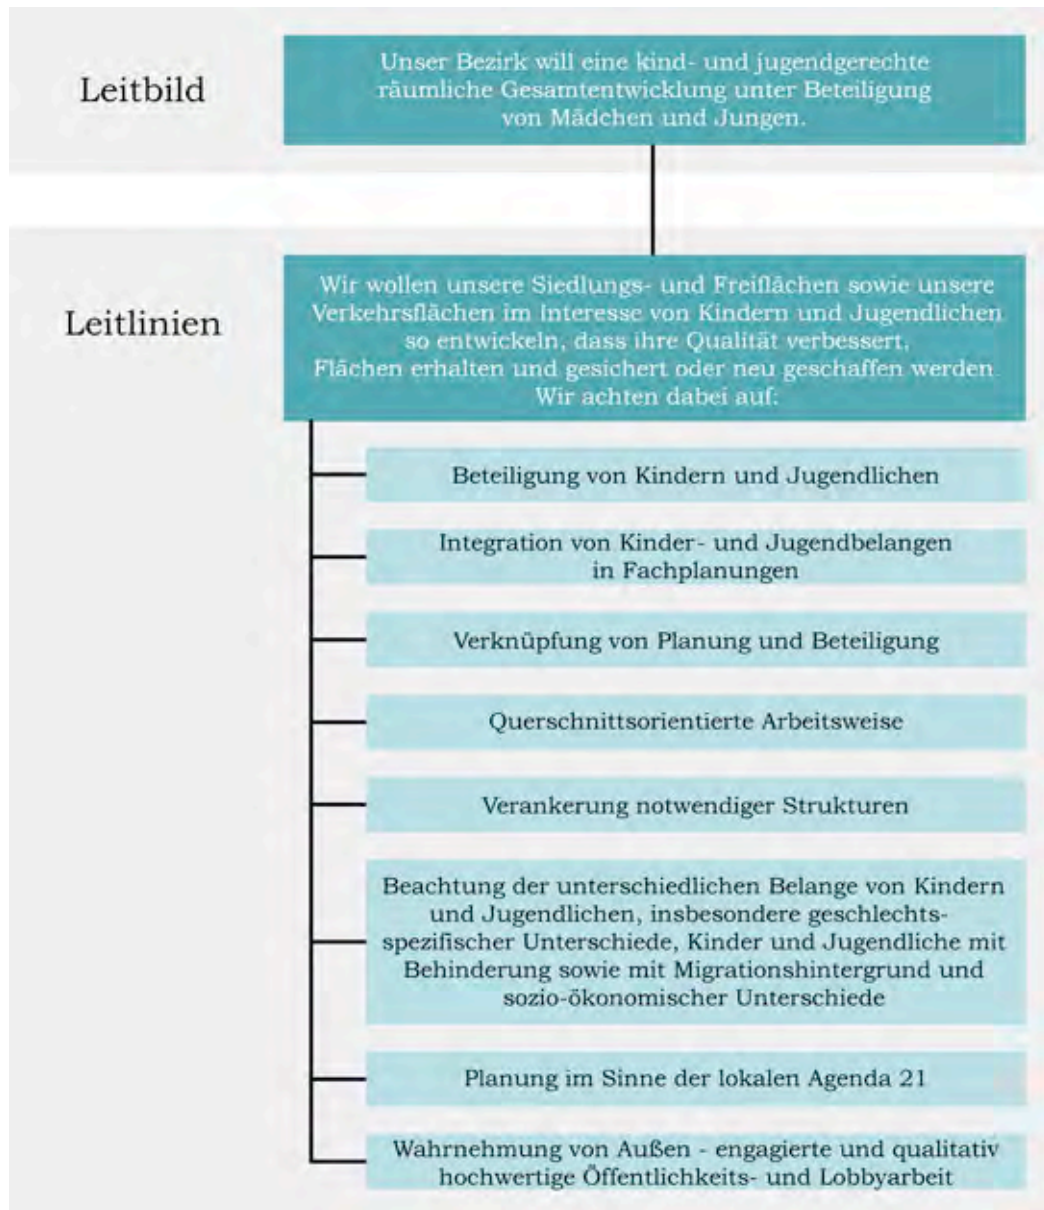 Leitbild
Unser Bezirk will eine kind- und jugendgerechte
räumliche Gesamtentwicklung unter Beteiligung
von Mädchen und Jungen.
Leitlinien
Wir wollen unsere Siedlungs- und Freiflächen sowie unsere
Verkehrsflächen im Interesse von Kindern und Jugendlichen
so entwickeln, dass ihre Qualität verbessert,
Flächen erhalten und gesichert oder neu geschaffen werden
Wir achten dabei auf:
Beteiligung von Kindern und Jugendlichen
Integration von Kinder- und Jugendbelangen
in Fachplanungen
Verknüpfung von Planung und Beteiligung
Querschnittsorientierte Arbeitsweise
Verankerung notwendiger Strukturen
Beachtung der unterschiedlichen Belange von Kindern
und Jugendlichen, insbesondere geschlechts-
spezifischer Unterschiede, Kinder und Jugendliche mit
Behinderung sowie mit Migrationshintergrund und
sozio-ökonomischer Unterschiede
Planung im Sinne der lokalen Agenda 21
Wahrnehmung von Außen - engagierte und qualitativ
hochwertige Öffentlichkeits- und Lobbyarbeit